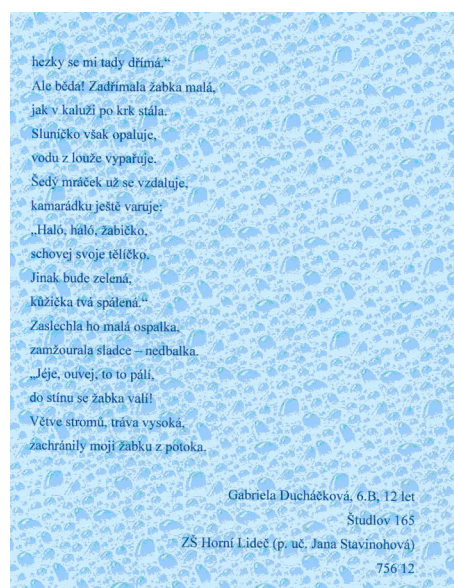 hezky se mi tady dřímá.“
Ale běda! Zadřímala žabka malá,
jak v kaluži po krk stála.
Sluníčko však opaluje,
vodu z louže vypařuje.
Šedý mráček už se vzdaluje,
kamarádku ještě varuje:
„Haló, háló, žabičko,
schovej svoje tělíčko.
Jinak bude zelená,
kůžička tvá spálená.“
Zaslechla ho malá ospalka,
zamžourala sladce – nedbalka.
„Jéje, ouvej, to to pálí,
do stínu se žabka valí!
Větve stromů, tráva vysoká,
zachránily moji žabku z potoka.
Gabriela Ducháčková, 6.B, 12 let
Študlov 165
ZŠ Horní Lideč (p. uč. Jana Stavinohová)
756 12